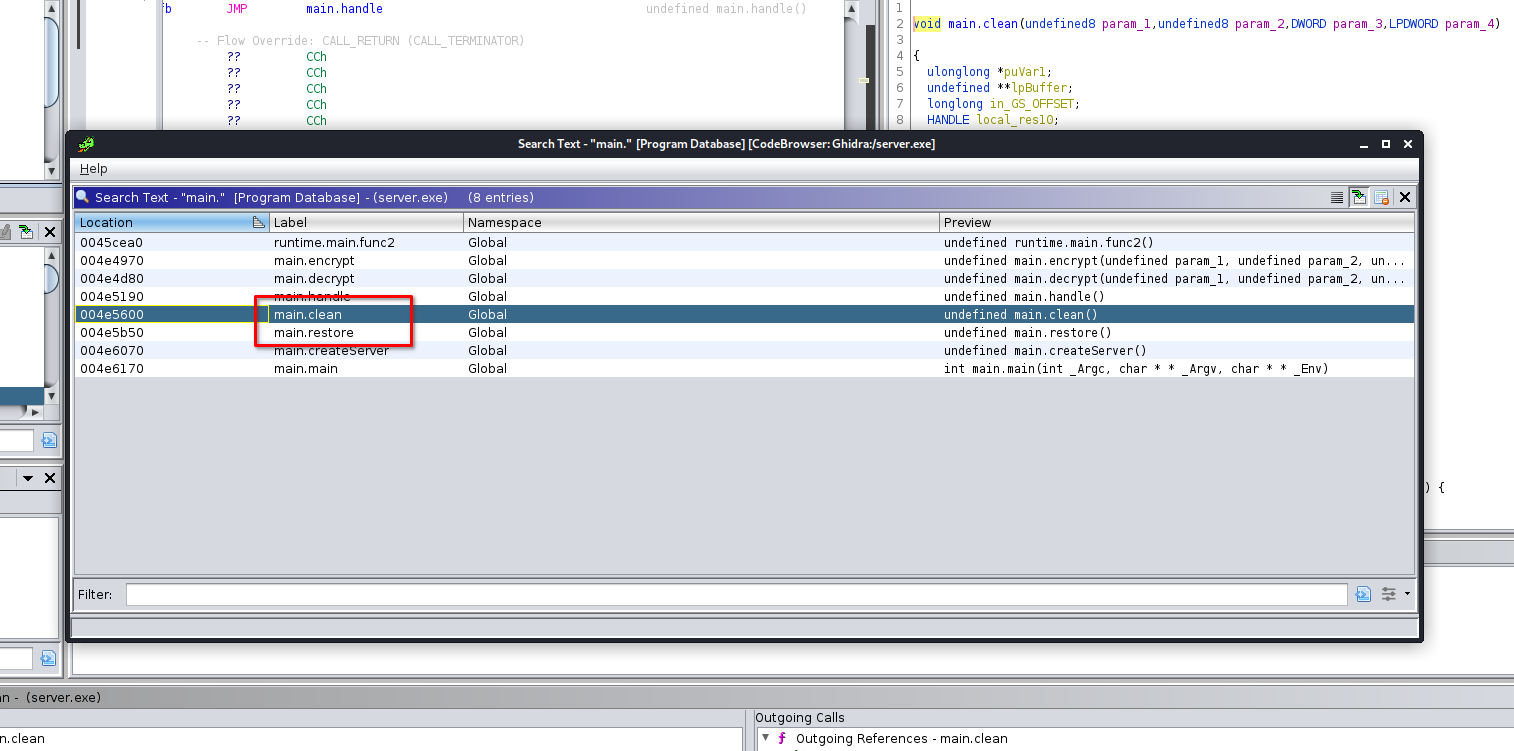 fb JMP main.handle undefined main.handle()
-- Flow Override: CALL_RETURN (CALL_TERMINATOR)
?? CCh
?? CCh
?? CCh
?? CCh
?? CCh
1
2 void main.clean(undefined8 param_1,undefined8 param_2,DWORD param_3,LPDWORD param_4)
3
4 {
5 ulonglong *puVar1;
6 undefined **lpBuffer;
7 longlong in_GS_OFFSET;
8 HANDLE local_res10;
Search Text - "main." [Program Database] [CodeBrowser: Ghidra:/server.exe]
Help
Search Text - "main." [Program Database] - (server.exe) (8 entries)
Location Label Namespace Preview
0045cea0 runtime.main.func2 Global undefined runtime.main.func2()
004e4970 main.encrypt Global undefined main.encrypt(undefined param_1, undefined param_2, un...
004e4d80 main.decrypt Global undefined main.decrypt(undefined param_1, undefined param_2, un...
004e5190 main.handle Global undefined main.handle()
004e5600 main.clean Global undefined main.clean()
004e5b50 main.restore Global undefined main.restore()
004e6070 main.createServer Global undefined main.createServer()
004e6170 main.main Global int main.main(int _Argc, char * * _Argv, char * * _Env)
) {
Filter:
n - (server.exe)
n.clean
Outgoing Calls
f Outgoing References - main.clean